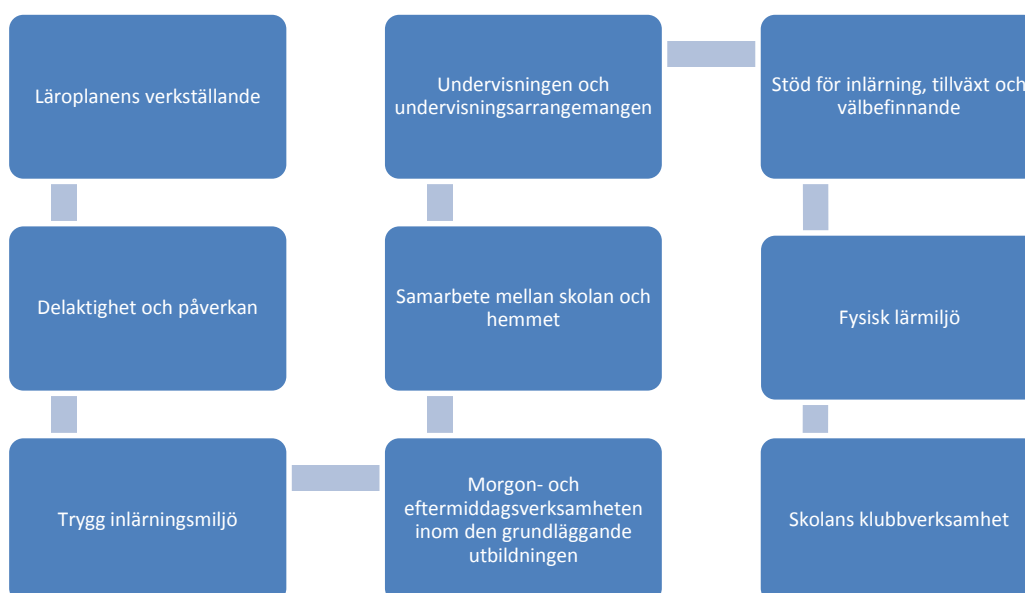 Läroplanens verkställande
Delaktighet och påverkan
Trygg inlärningsmiljö
Morgon- och
eftermiddagsverksamheten
inom den grundläggande
utbildningen
Samarbete mellan skolan och
hemmet
Undervisningen och
undervisningsarrangemangen
Stöd för inlärning, tillväxt och
välbefinnande
Fysisk lärmiljö
Skolans klubbverksamhet